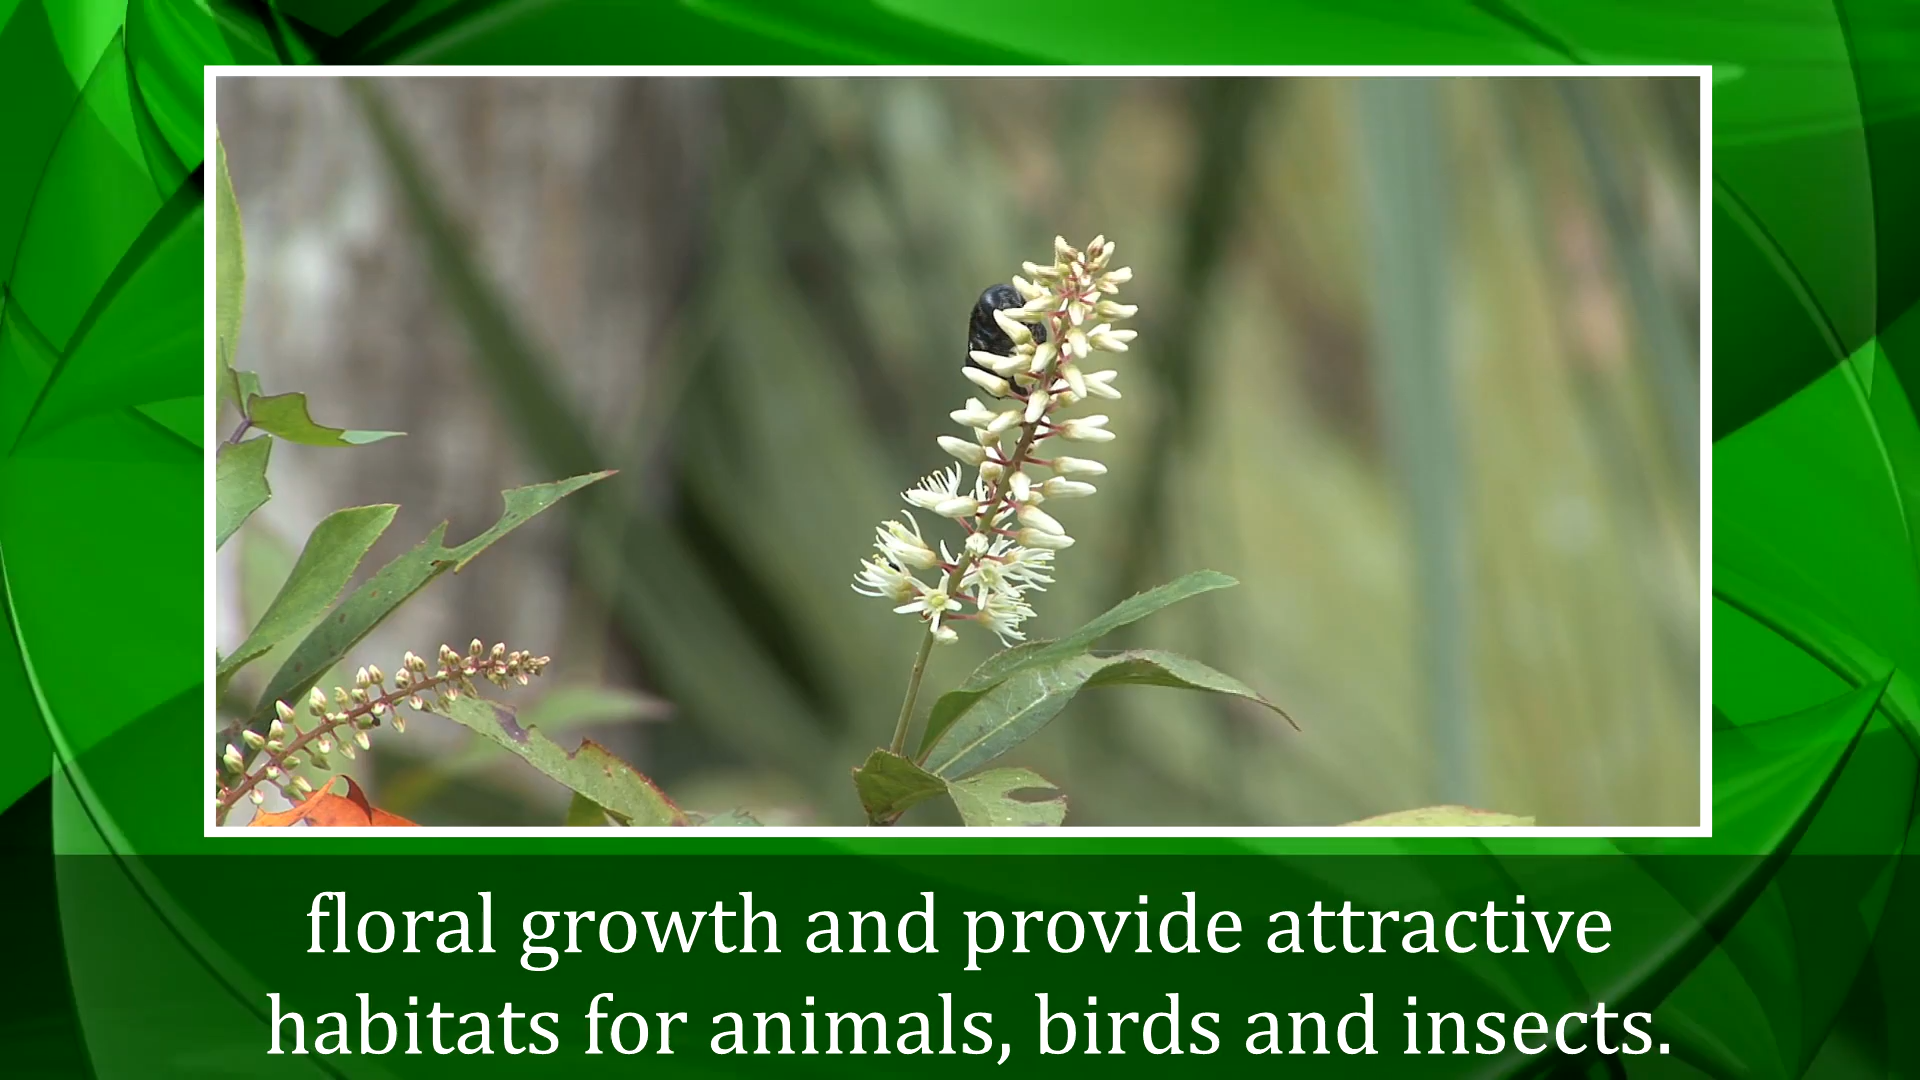 floral growth and provide attractive
habitats for animals, birds and insects.